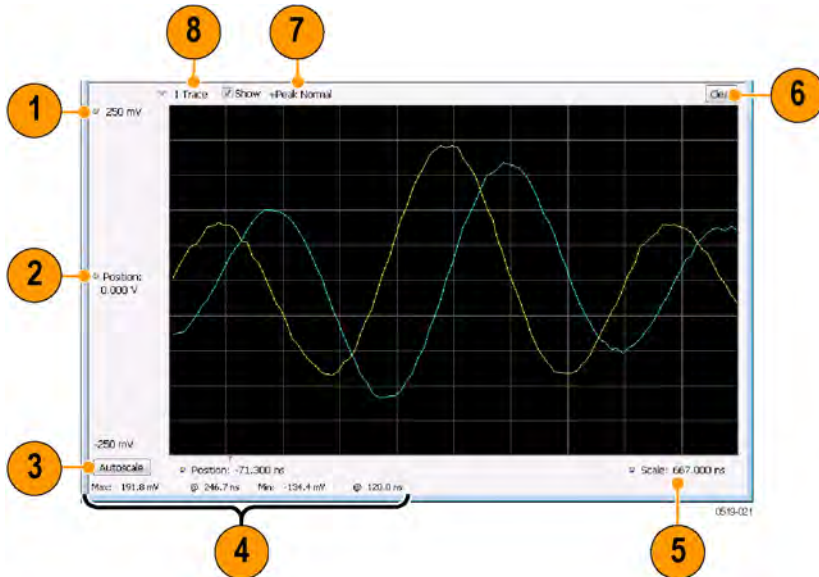 8 7
1 Trace Show +Peak Normal
1 250 mV 6
2 Position:
0.000 V
-250 mV
3 Autoscale Position: -71.300 ns Scale: 667.000 ns
Max: 191.8 mV @ 246.7 ns Min: -134.4 mV @ 120.0 ns
0519-021
4 5